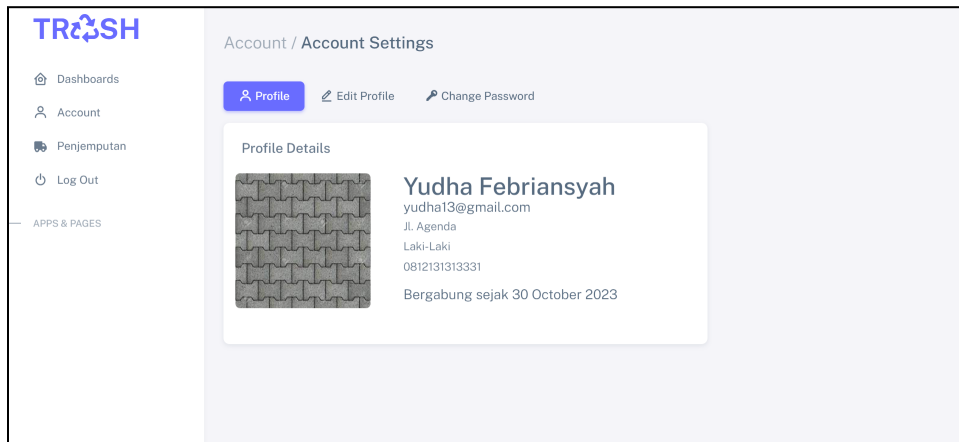 TRASH
Dashboards
Account
Penjemputan
Log Out
APPS & PAGES
Account / Account Settings
Profile
Edit Profile
Change Password
Profile Details
Yudha Febriansyah
yudha13@gmail.com
Jl. Agenda
Laki-Laki
0812131313331
Bergabung sejak 30 October 2023